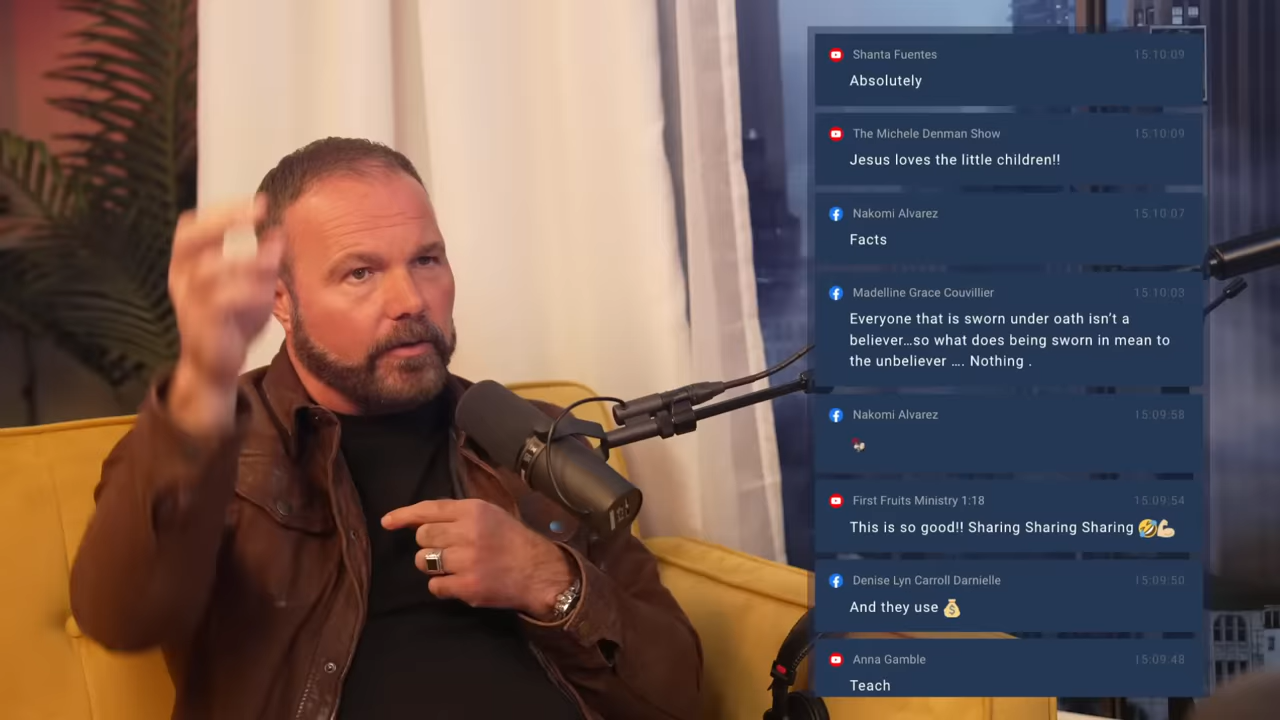 Shanta Fuentes 15:10:09
Absolutely
The Michele Denman Show 15:10:09
Jesus loves the little children!!
Nakomi Alvarez 15:10:07
Facts
Madelline Grace Couvillier 15:10:03
Everyone that is sworn under oath isn't a
believer...so what does being sworn in mean to
the unbeliever .... Nothing .
Nakomi Alvarez 15:09:58
First Fruits Ministry 1:18 15:09:54
This is so good!! Sharing Sharing Sharing 🤣💪🏼
Denise Lyn Carroll Darnielle 15:09:50
And they use 💰
Anna Gamble 15:09:48
Teach